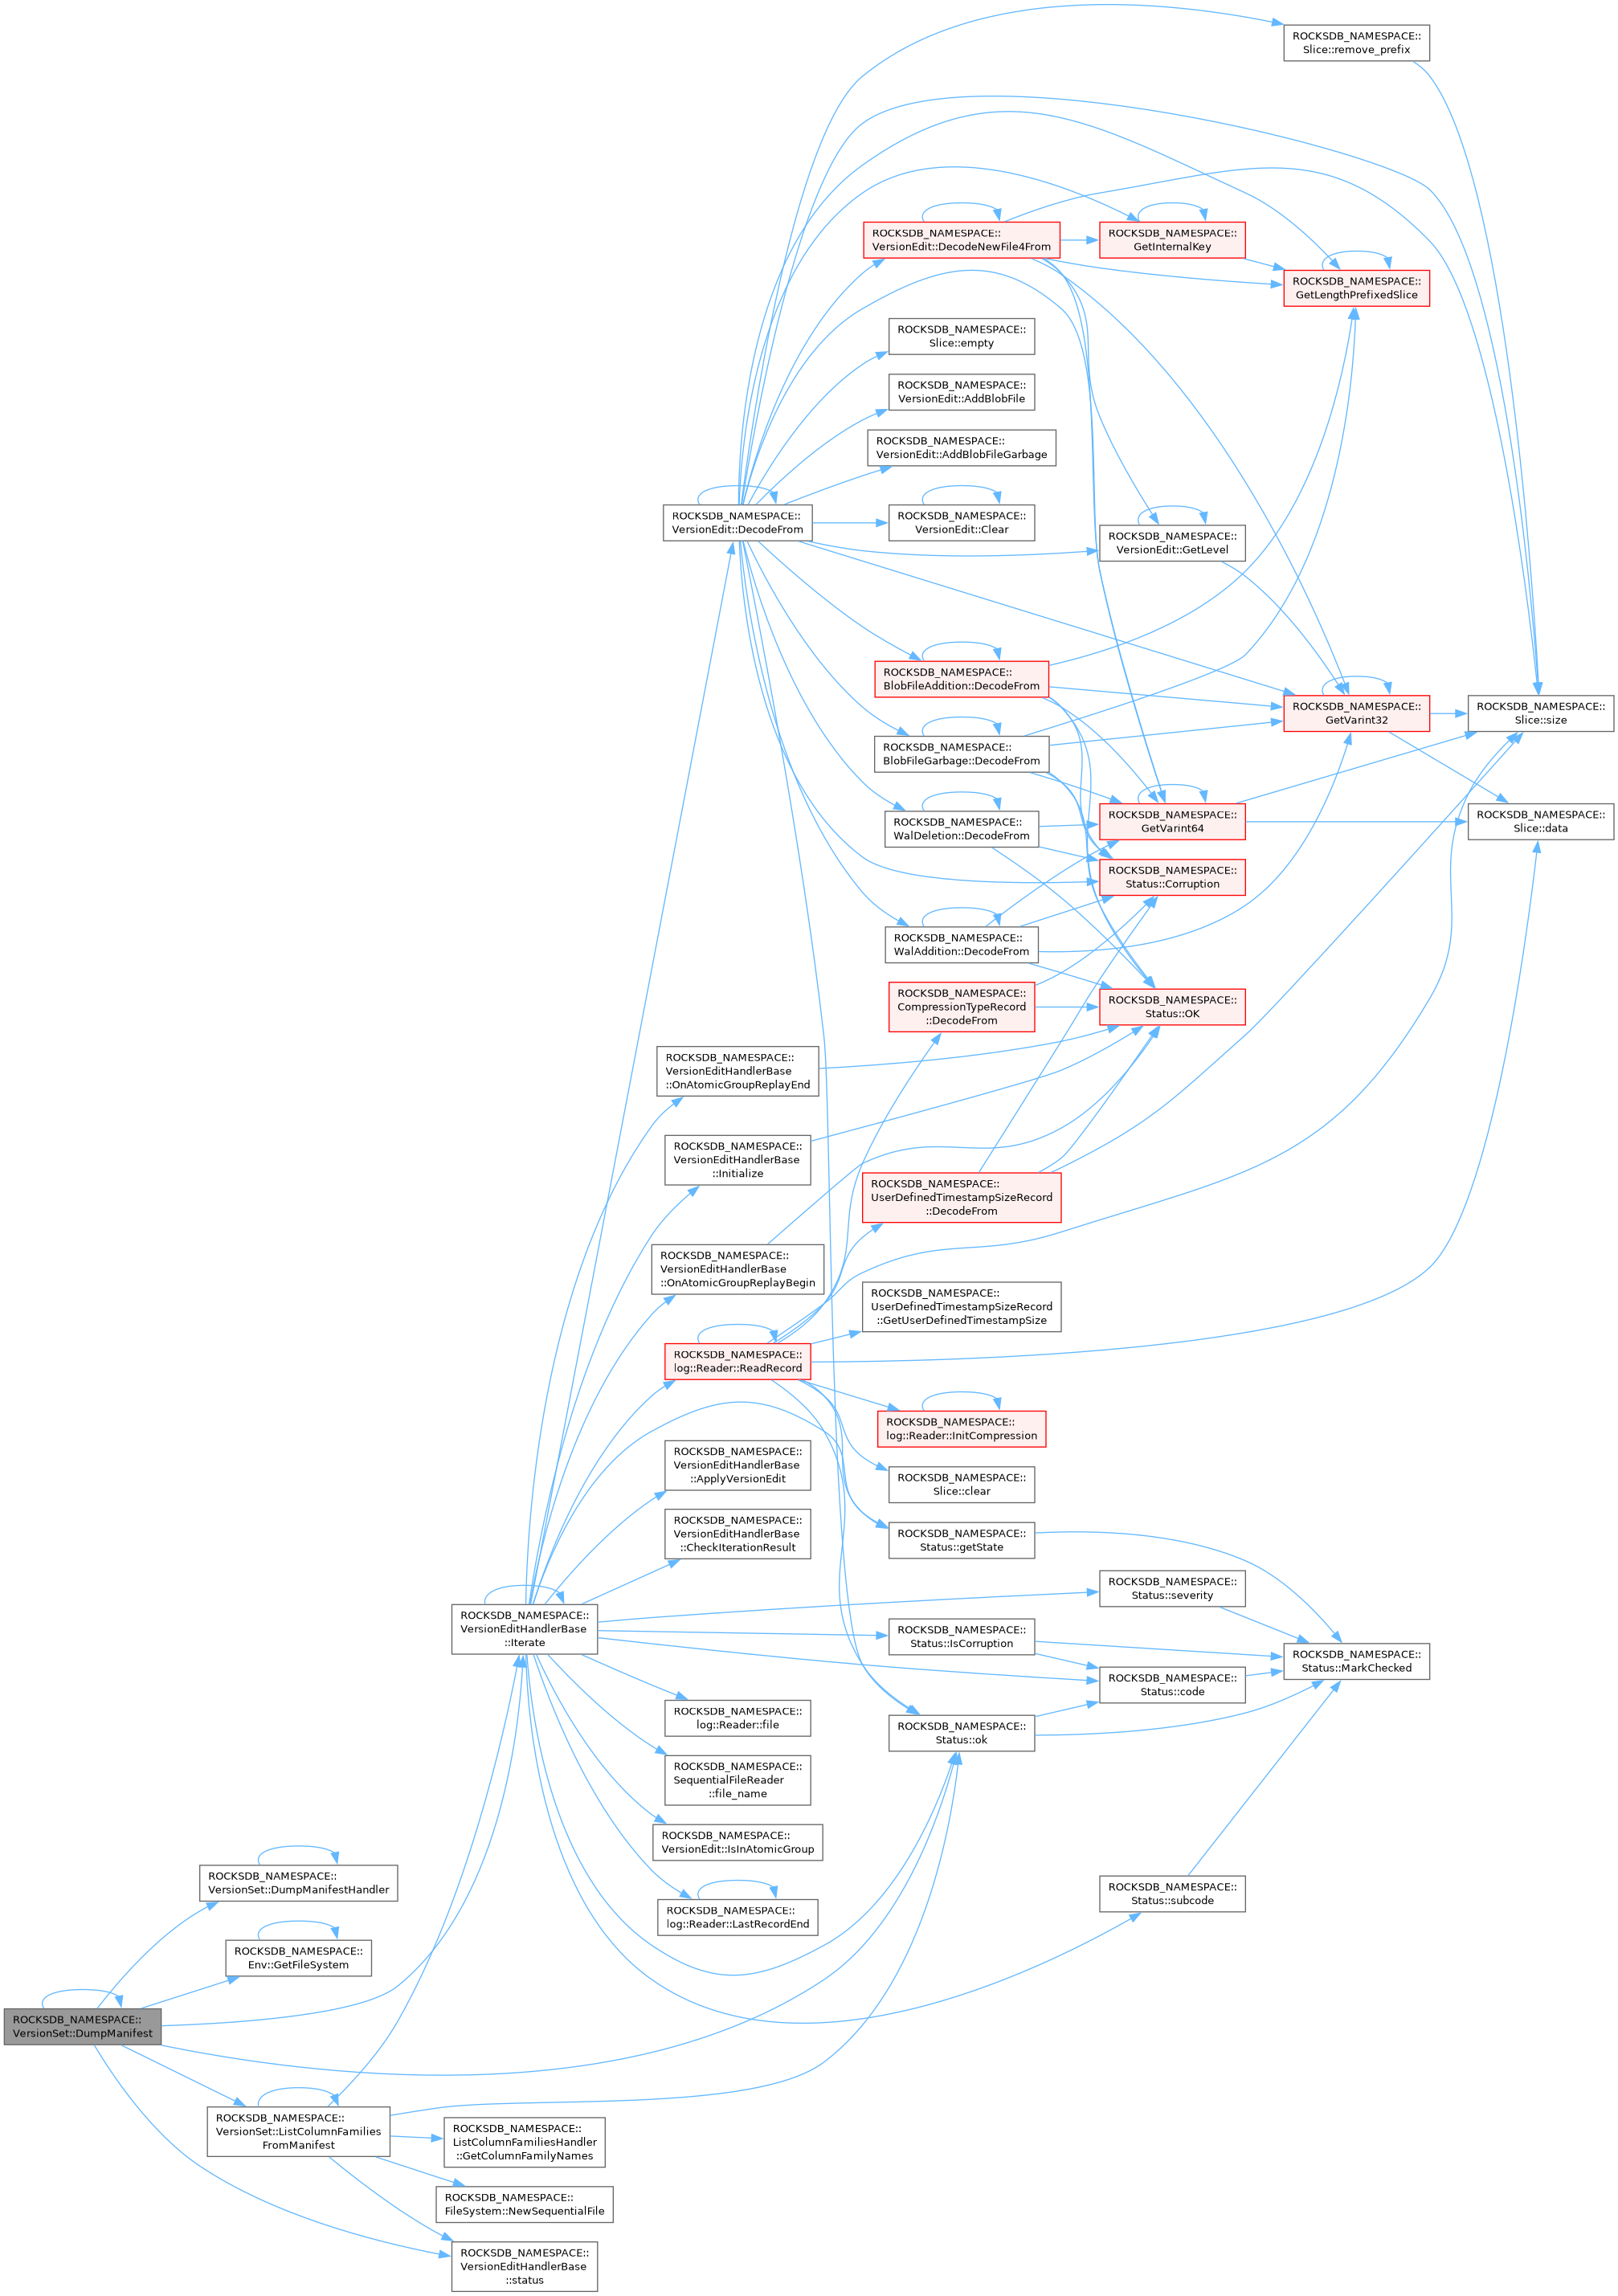 ROCKSDB_NAMESPACE::
Slice::remove_prefix
ROCKSDB_NAMESPACE::
VersionEdit::DecodeNewFile4From
ROCKSDB_NAMESPACE::
GetInternalKey
ROCKSDB_NAMESPACE::
GetLengthPrefixedSlice
ROCKSDB_NAMESPACE::
Slice::empty
ROCKSDB_NAMESPACE::
VersionEdit::AddBlobFile
ROCKSDB_NAMESPACE::
VersionEdit::AddBlobFileGarbage
ROCKSDB_NAMESPACE::
VersionEdit::DecodeFrom
ROCKSDB_NAMESPACE::
VersionEdit::Clear
ROCKSDB_NAMESPACE::
VersionEdit::GetLevel
ROCKSDB_NAMESPACE::
BlobFileAddition::DecodeFrom
ROCKSDB_NAMESPACE::
GetVarint32
ROCKSDB_NAMESPACE::
Slice::size
ROCKSDB_NAMESPACE::
BlobFileGarbage::DecodeFrom
ROCKSDB_NAMESPACE::
WalDeletion::DecodeFrom
ROCKSDB_NAMESPACE::
GetVarint64
ROCKSDB_NAMESPACE::
Slice::data
ROCKSDB_NAMESPACE::
Status::Corruption
ROCKSDB_NAMESPACE::
WalAddition::DecodeFrom
ROCKSDB_NAMESPACE::
CompressionTypeRecord
::DecodeFrom
ROCKSDB_NAMESPACE::
Status::OK
ROCKSDB_NAMESPACE::
VersionEditHandlerBase
::OnAtomicGroupReplayEnd
ROCKSDB_NAMESPACE::
VersionEditHandlerBase
::Initialize
ROCKSDB_NAMESPACE::
UserDefinedTimestampSizeRecord
::DecodeFrom
ROCKSDB_NAMESPACE::
VersionEditHandlerBase
::OnAtomicGroupReplayBegin
ROCKSDB_NAMESPACE::
UserDefinedTimestampSizeRecord
::GetUserDefinedTimestampSize
ROCKSDB_NAMESPACE::
log::Reader::ReadRecord
ROCKSDB_NAMESPACE::
log::Reader::InitCompression
ROCKSDB_NAMESPACE::
VersionEditHandlerBase
::ApplyVersionEdit
ROCKSDB_NAMESPACE::
Slice::clear
ROCKSDB_NAMESPACE::
VersionEditHandlerBase
::CheckIterationResult
ROCKSDB_NAMESPACE::
Status::getState
ROCKSDB_NAMESPACE::
Status::severity
ROCKSDB_NAMESPACE::
VersionEditHandlerBase
::Iterate
ROCKSDB_NAMESPACE::
Status::IsCorruption
ROCKSDB_NAMESPACE::
Status::MarkChecked
ROCKSDB_NAMESPACE::
Status::code
ROCKSDB_NAMESPACE::
log::Reader::file
ROCKSDB_NAMESPACE::
Status::ok
ROCKSDB_NAMESPACE::
SequentialFileReader
::file_name
ROCKSDB_NAMESPACE::
VersionEdit::IsInAtomicGroup
ROCKSDB_NAMESPACE::
VersionSet::DumpManifestHandler
ROCKSDB_NAMESPACE::
Status::subcode
ROCKSDB_NAMESPACE::
log::Reader::LastRecordEnd
ROCKSDB_NAMESPACE::
Env::GetFileSystem
ROCKSDB_NAMESPACE::
VersionSet::DumpManifest
ROCKSDB_NAMESPACE::
VersionSet::ListColumnFamilies
FromManifest
ROCKSDB_NAMESPACE::
ListColumnFamiliesHandler
::GetColumnFamilyNames
ROCKSDB_NAMESPACE::
FileSystem::NewSequentialFile
ROCKSDB_NAMESPACE::
VersionEditHandlerBase
::status